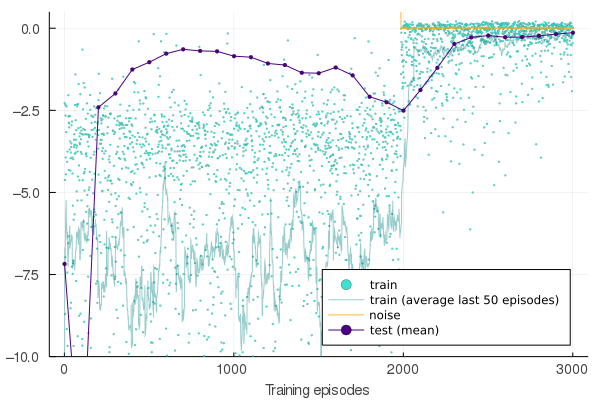 0.0
−2.5
−5.0
−7.5
−10.0
train
train (average last 50 episodes)
noise
test (mean)
0 1000 2000 3000
Training episodes